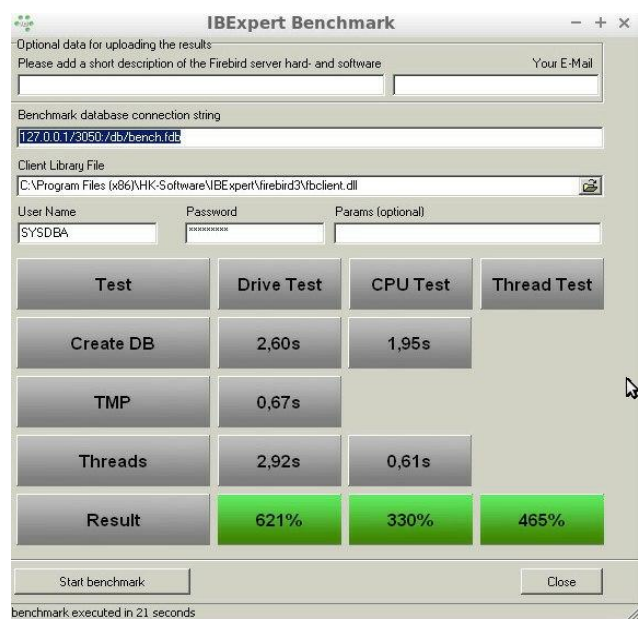 IBExpert Benchmark
Optional data for uploading the results
Please add a short description of the Firebird server hard- and software Your E-Mail
Benchmark database connection string
127.0.0.1/3050:/db/bench.fdb
Client Library File
C:\Program Files (x86)\HK-Software\IBExpert\firebird3\fbclient.dll
User Name Password Params (optional)
SYSDBA ********
Test Drive Test CPU Test Thread Test
Create DB 2,60s 1,95s
TMP 0,67s
Threads 2,92s 0,61s
Result 621% 330% 465%
Start benchmark Close
benchmark executed in 21 seconds